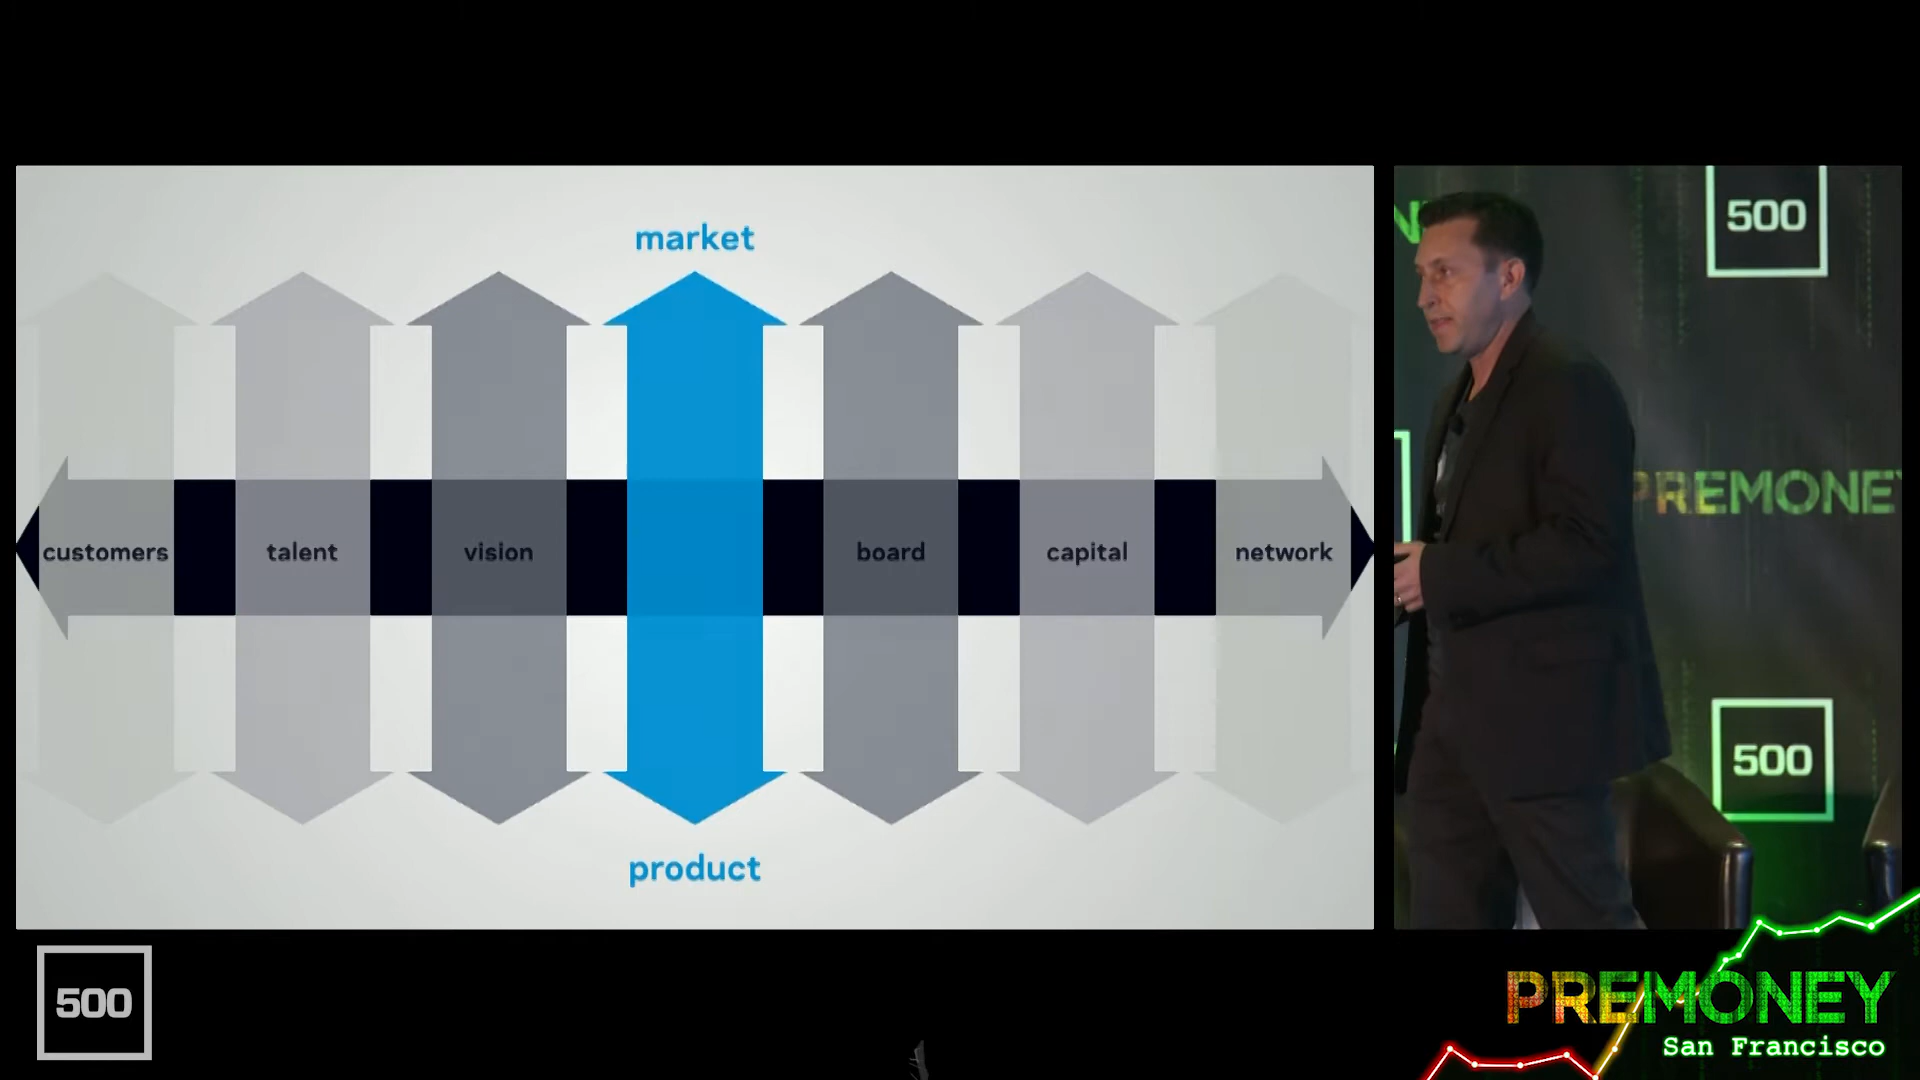 market
customers
talent
vision
board
capital
network
product
500
PREMONEY
500
500
PREMONEY
San Francisco